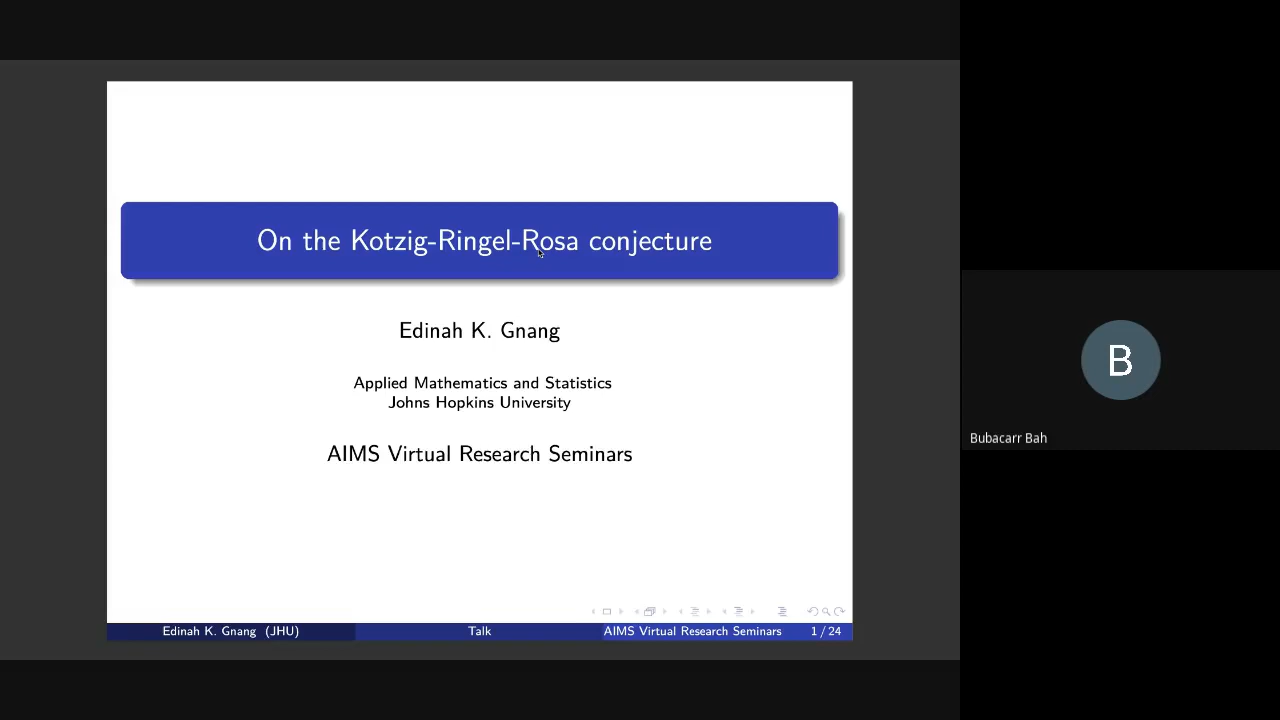 On the Kotzig-Ringel-Rosa conjecture
Edinah K. Gnang
Applied Mathematics and Statistics
Johns Hopkins University
AIMS Virtual Research Seminars
Edinah K. Gnang (JHU)
Talk
AIMS Virtual Research Seminars
1 / 24
B
Bubacarr Bah